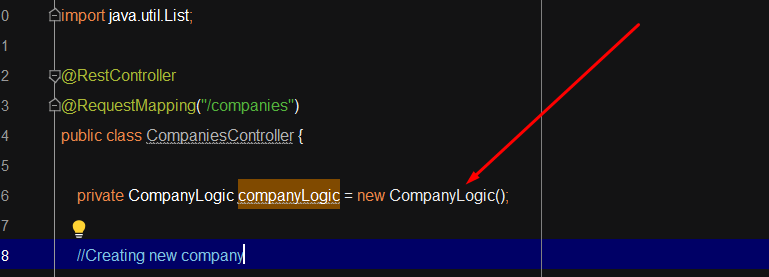 0 import java.util.List;
1
2 @RestController
3 @RequestMapping("/companies")
4 public class CompaniesController {
5
6 private CompanyLogic companyLogic = new CompanyLogic();
7
8 //Creating new company